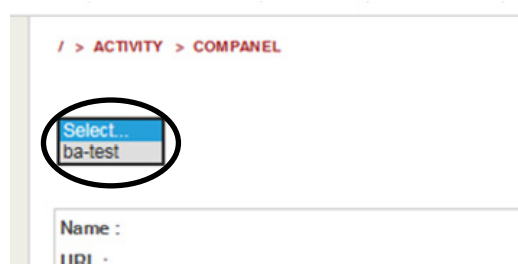 / > ACTIVITY > COMPANEL
Select...
ba-test
Name :
URL :